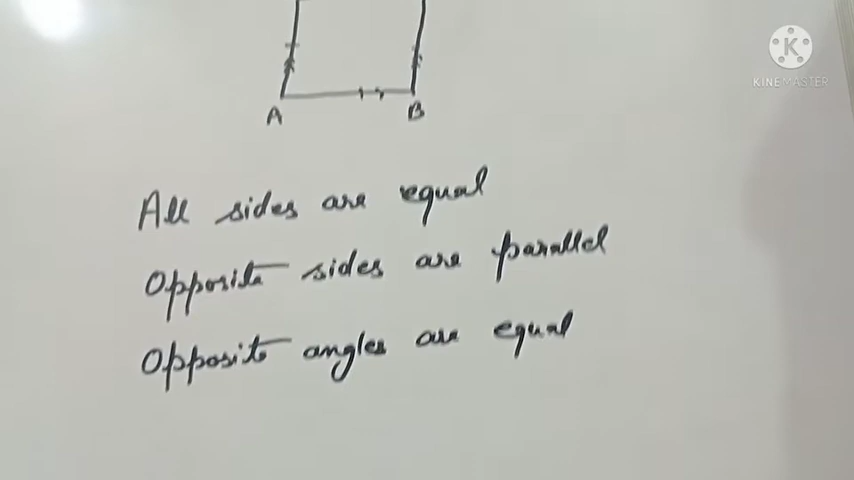 K
KINEMASTER
A
B
All sides are equal
Opposite sides are parallel
Opposite angles are equal